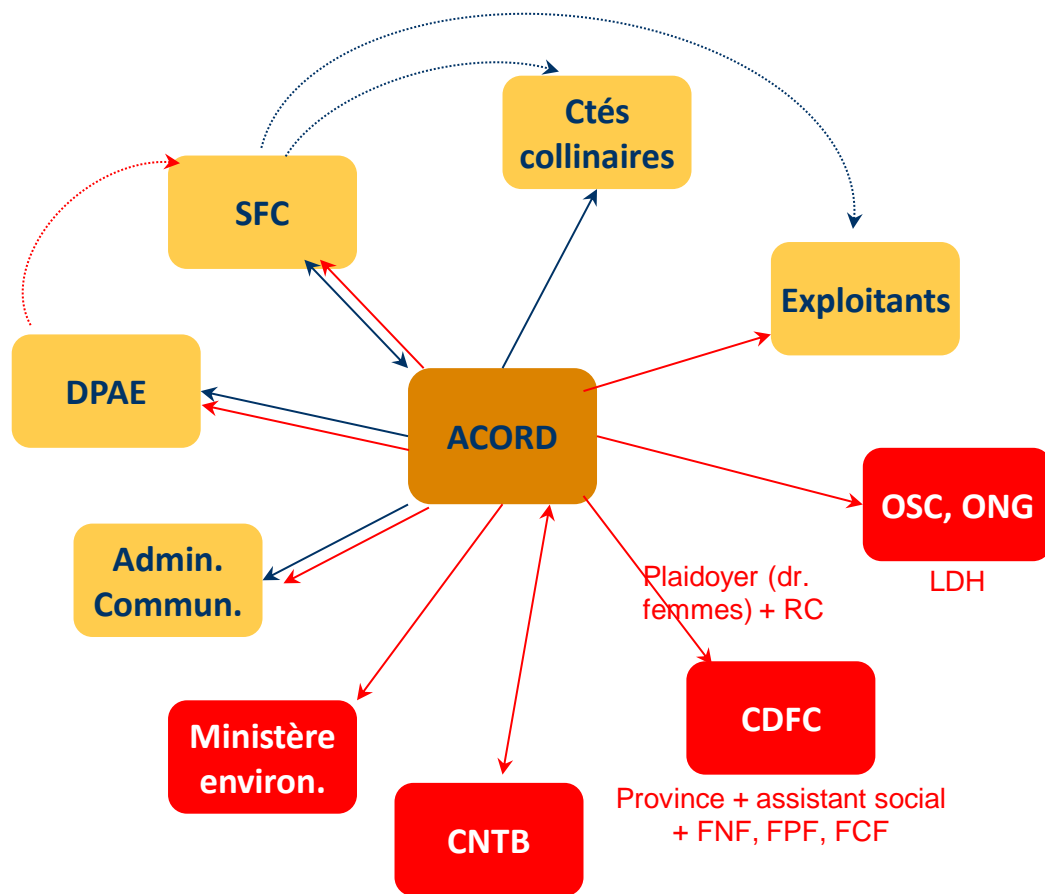 Ctés
collinaires
SFC
Exploitants
DPAE
ACORD
OSC, ONG
LDH
Admin.
Commun.
Plaidoyer (dr.
femmes) + RC
Ministère
environ.
CDFC
Province + assistant social
+ FNF, FPF, FCF
CNTB